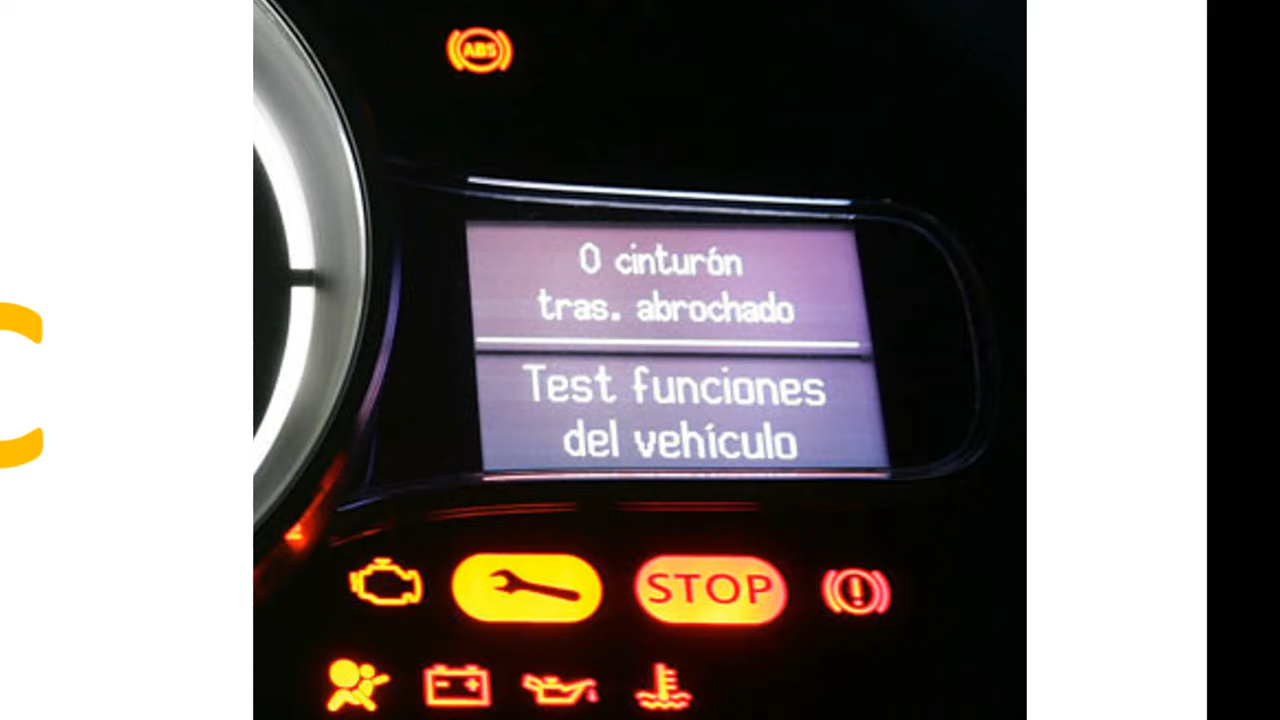 ABS
0 cinturón
tras. abrochado
Test funciones
del vehículo
STOP